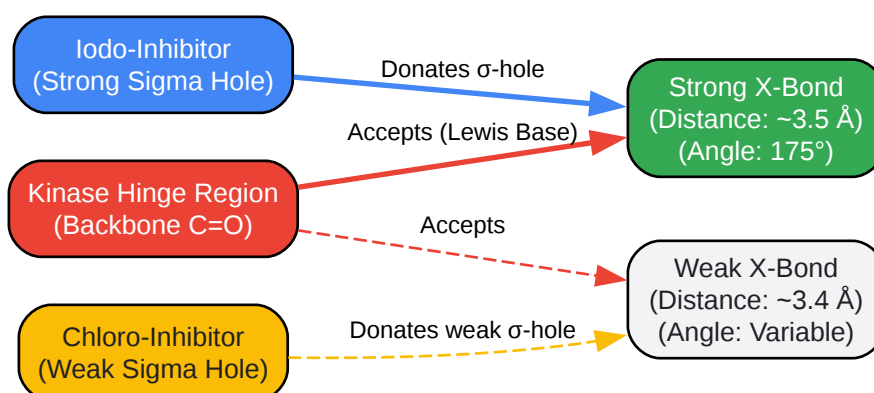 Iodo-Inhibitor
(Strong Sigma Hole)
Donates σ-hole
Strong X-Bond
(Distance: ~3.5 Å)
(Angle: 175°)
Accepts (Lewis Base)
Kinase Hinge Region
(Backbone C=O)
Accepts
Weak X-Bond
(Distance: ~3.4 Å)
(Angle: Variable)
Chloro-Inhibitor
(Weak Sigma Hole)
Donates weak σ-hole